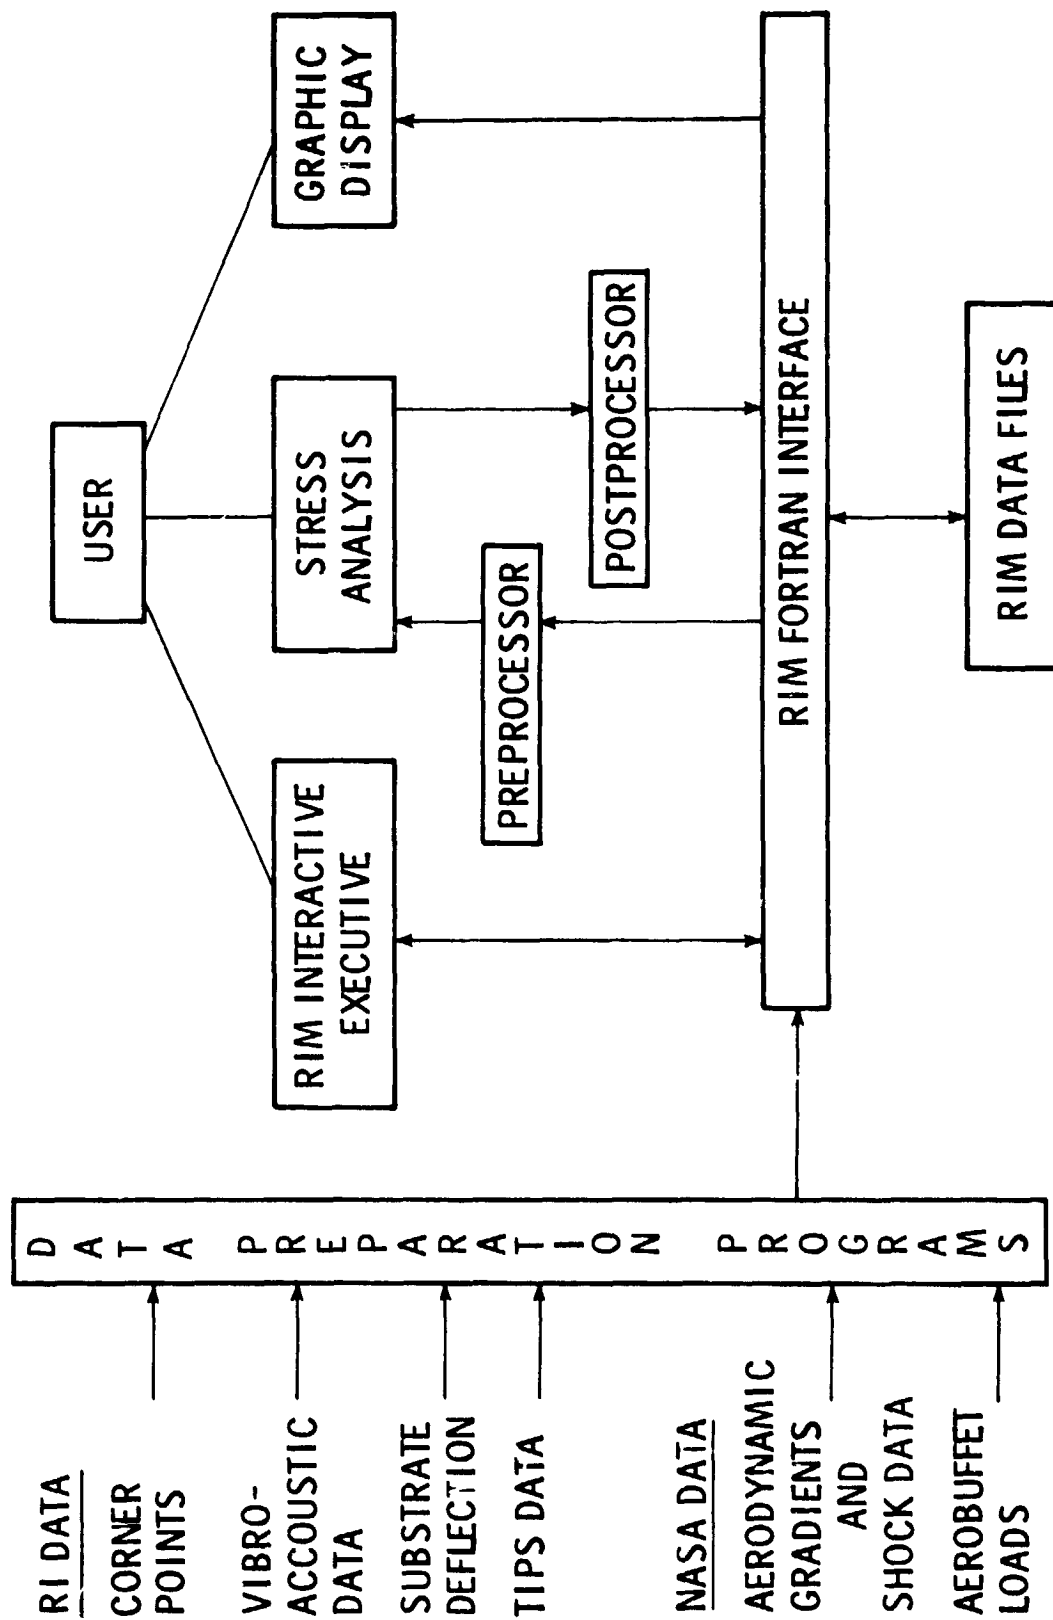 RI DATA
CORNER
POINTS
VIBRO-
ACCOUSTIC
DATA
SUBSTRATE
DEFLECTION
TIPS DATA
NASA DATA
AERODYNAMIC
GRADIENTS
AND
SHOCK DATA
AEROBUFFET
LOADS
DATA PREPARATION PROGRAMS
USER
RIM INTERACTIVE
EXECUTIVE
STRESS
ANALYSIS
GRAPHIC
DISPLAY
PREPROCESSOR
POSTPROCESSOR
RIM FORTRAN INTERFACE
RIM DATA FILES